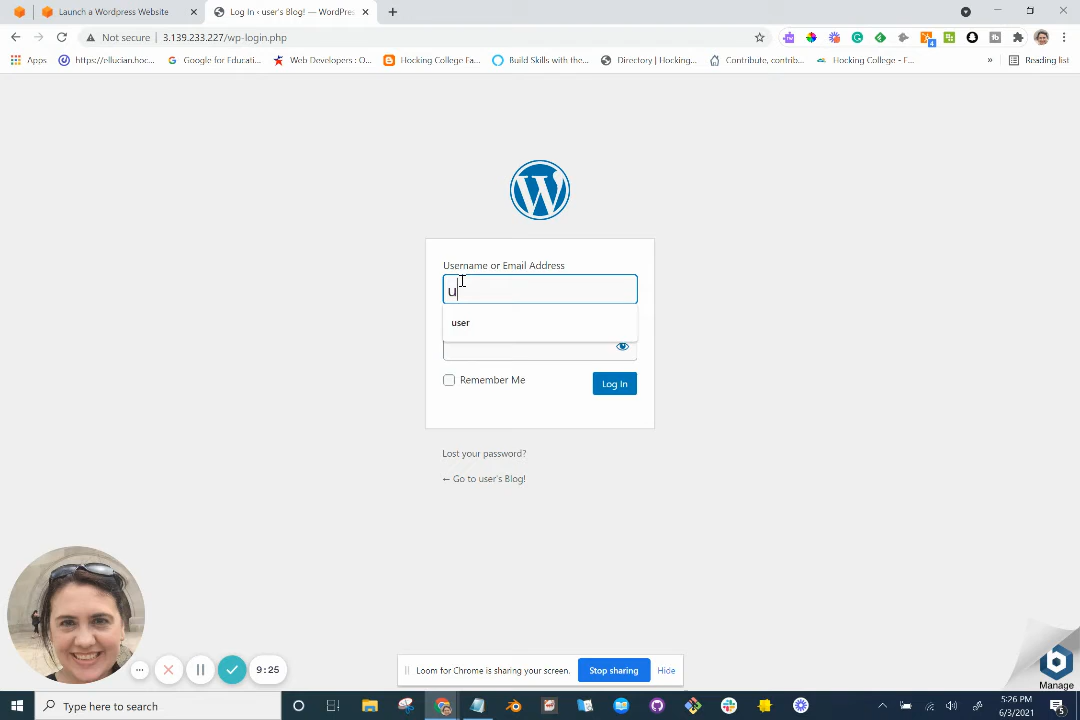 Launch a Wordpress Website
Log In ‹ user's Blog! — WordPre
Not secure | 3.139.233.227/wp-login.php
4
Apps
https://ellucian.hoc...
Google for Educati...
Web Developers : O...
Hocking College Ea...
Build Skills with the...
Directory | Hocking...
Contribute, contrib...
Hocking College - F...
»
Reading list
Username or Email Address
u
user
Remember Me
Log In
Lost your password?
← Go to user's Blog!
9:25
Loom for Chrome is sharing your screen.
Stop sharing
Hide
Manage
Type here to search
5:26 PM
6/3/2021
5